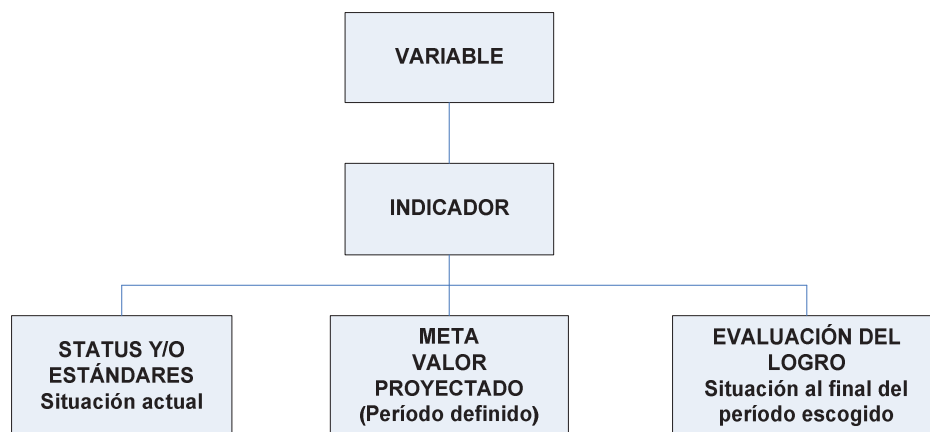 VARIABLE
INDICADOR
STATUS Y/O
ESTÁNDARES
Situación actual
META
VALOR
PROYECTADO
(Período definido)
EVALUACIÓN DEL
LOGRO
Situación al final del
período escogido